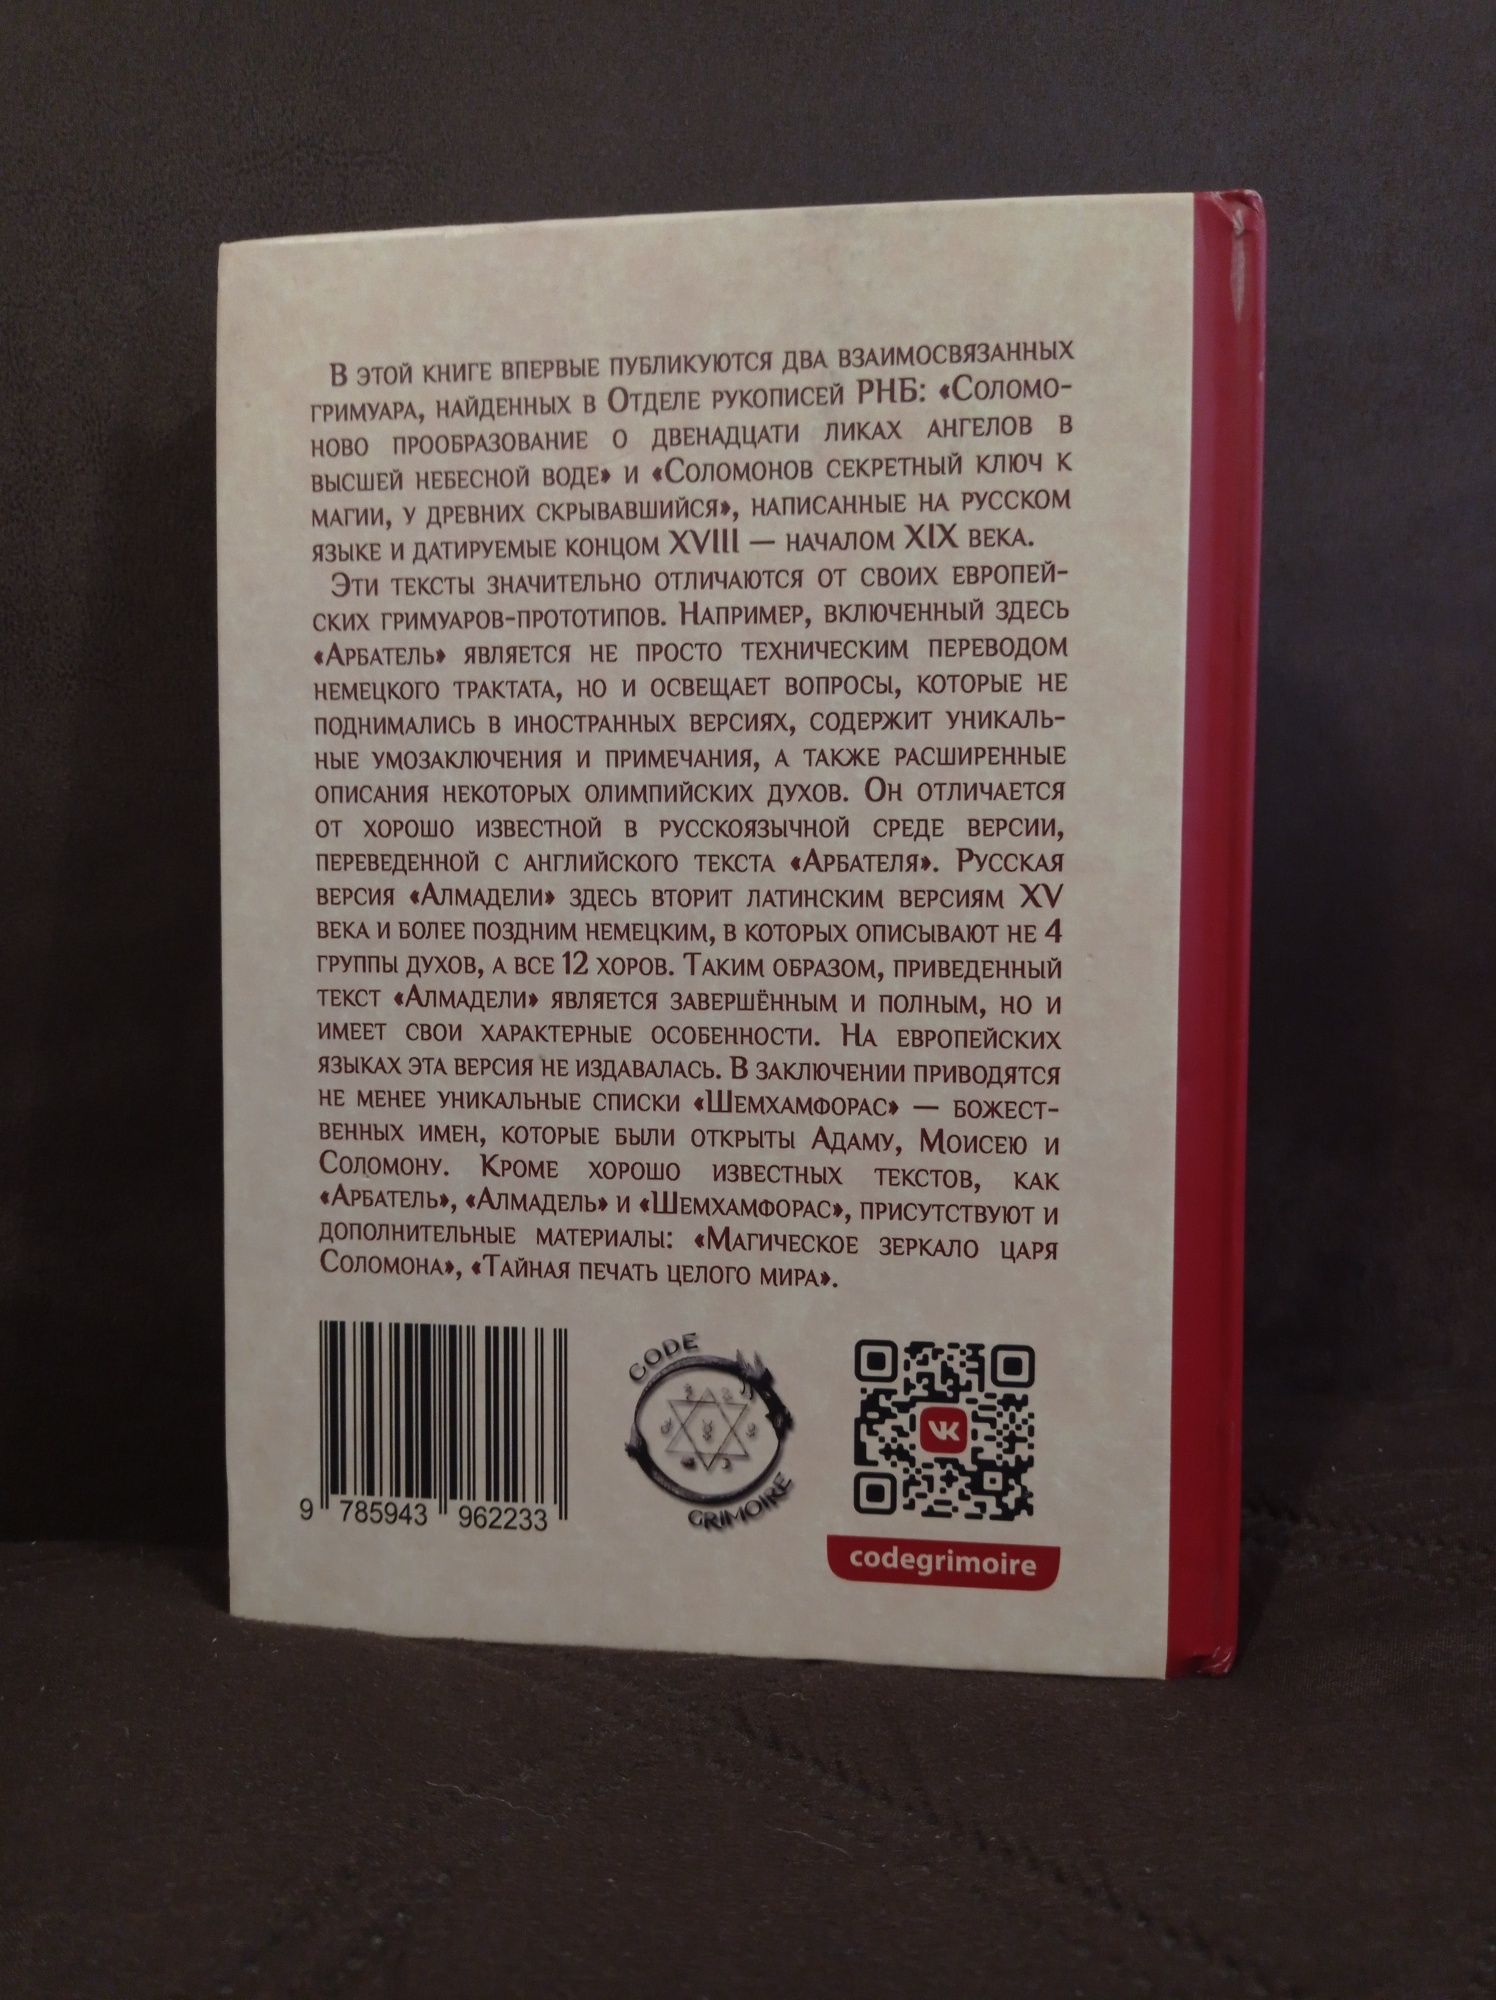 В этой книге впервые публикуются два взаимосвязанных
гримуара, найденных в Отделе рукописей РНБ: «Соломо-
ново прообразование о двенадцати ликах ангелов в
высшей небесной воде» и «Соломонов секретный ключ к
магии, у древних скрывавшийся», написанные на русском
языке и датируемые концом XVIII — началом XIX века.
Эти тексты значительно отличаются от своих европей-
ских гримуаров-прототипов. Например, включенный здесь
«Арбатель» является не просто техническим переводом
немецкого трактата, но и освещает вопросы, которые не
поднимались в иностранных версиях, содержит уникаль-
ные умозаключения и примечания, а также расширенные
описания некоторых олимпийских духов. Он отличается
от хорошо известной в русскоязычной среде версии,
переведенной с английского текста «Арбателя». Русская
версия «Алмадели» здесь вторит латинским версиям XV
века и более поздним немецким, в которых описывают не 4
группы духов, а все 12 хоров. Таким образом, приведенный
текст «Алмадели» является завершённым и полным, но и
имеет свои характерные особенности. На европейских
языках эта версия не издавалась. В заключении приводятся
не менее уникальные списки «Шемхамфорас» — божест-
венных имен, которые были открыты Адаму, Моисею и
Соломону. Кроме хорошо известных текстов, как
«Арбатель», «Алмадель» и «Шемхамфорас», присутствуют и
дополнительные материалы: «Магическое зеркало царя
Соломона», «Тайная печать целого мира».
9 785943 962233
CODE
GRIMOIRE
codegrimoire